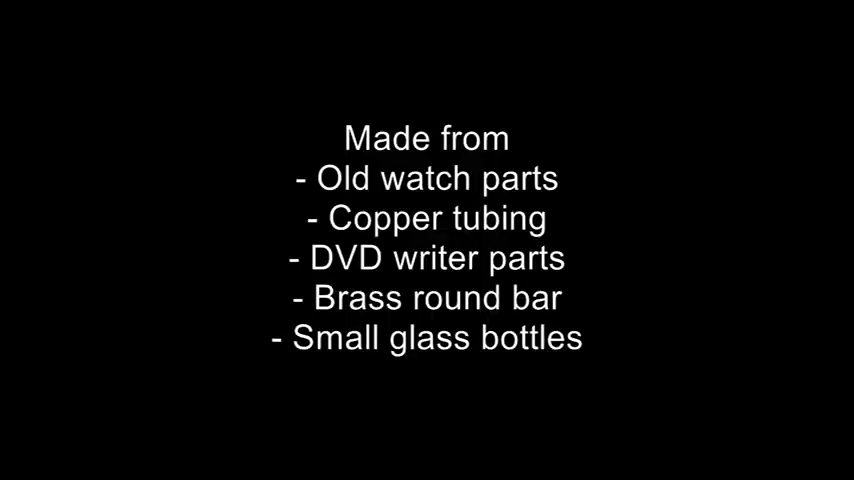 Made from
- Old watch parts
- Copper tubing
- DVD writer parts
- Brass round bar
- Small glass bottles